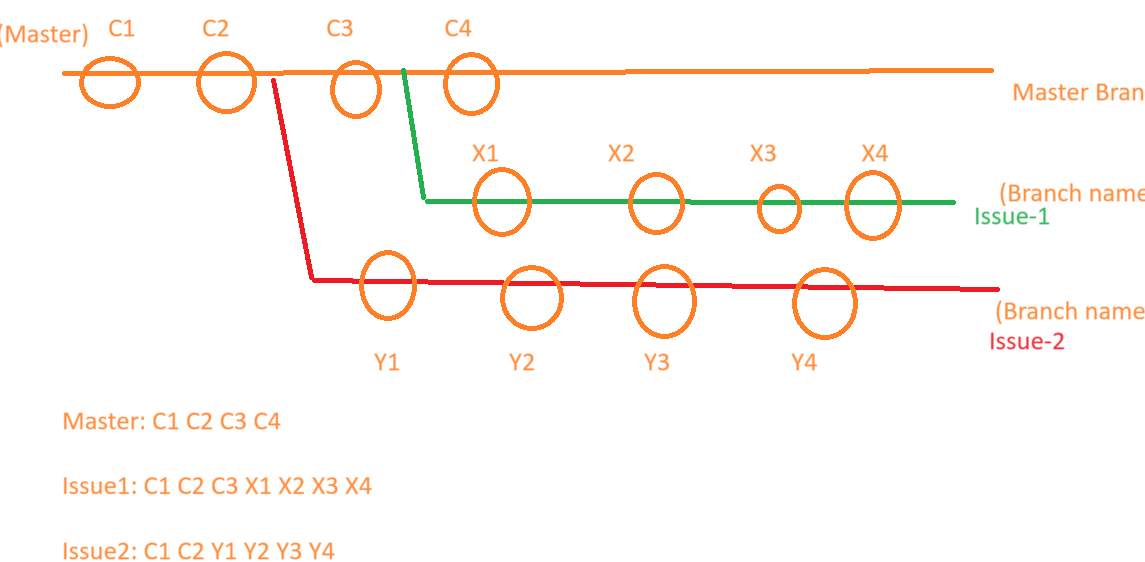 (Master) C1 C2 C3 C4
Master Bran
X1 X2 X3 X4
(Branch name
Issue-1
(Branch name
Issue-2
Y1 Y2 Y3 Y4
Master: C1 C2 C3 C4
Issue1: C1 C2 C3 X1 X2 X3 X4
Issue2: C1 C2 Y1 Y2 Y3 Y4